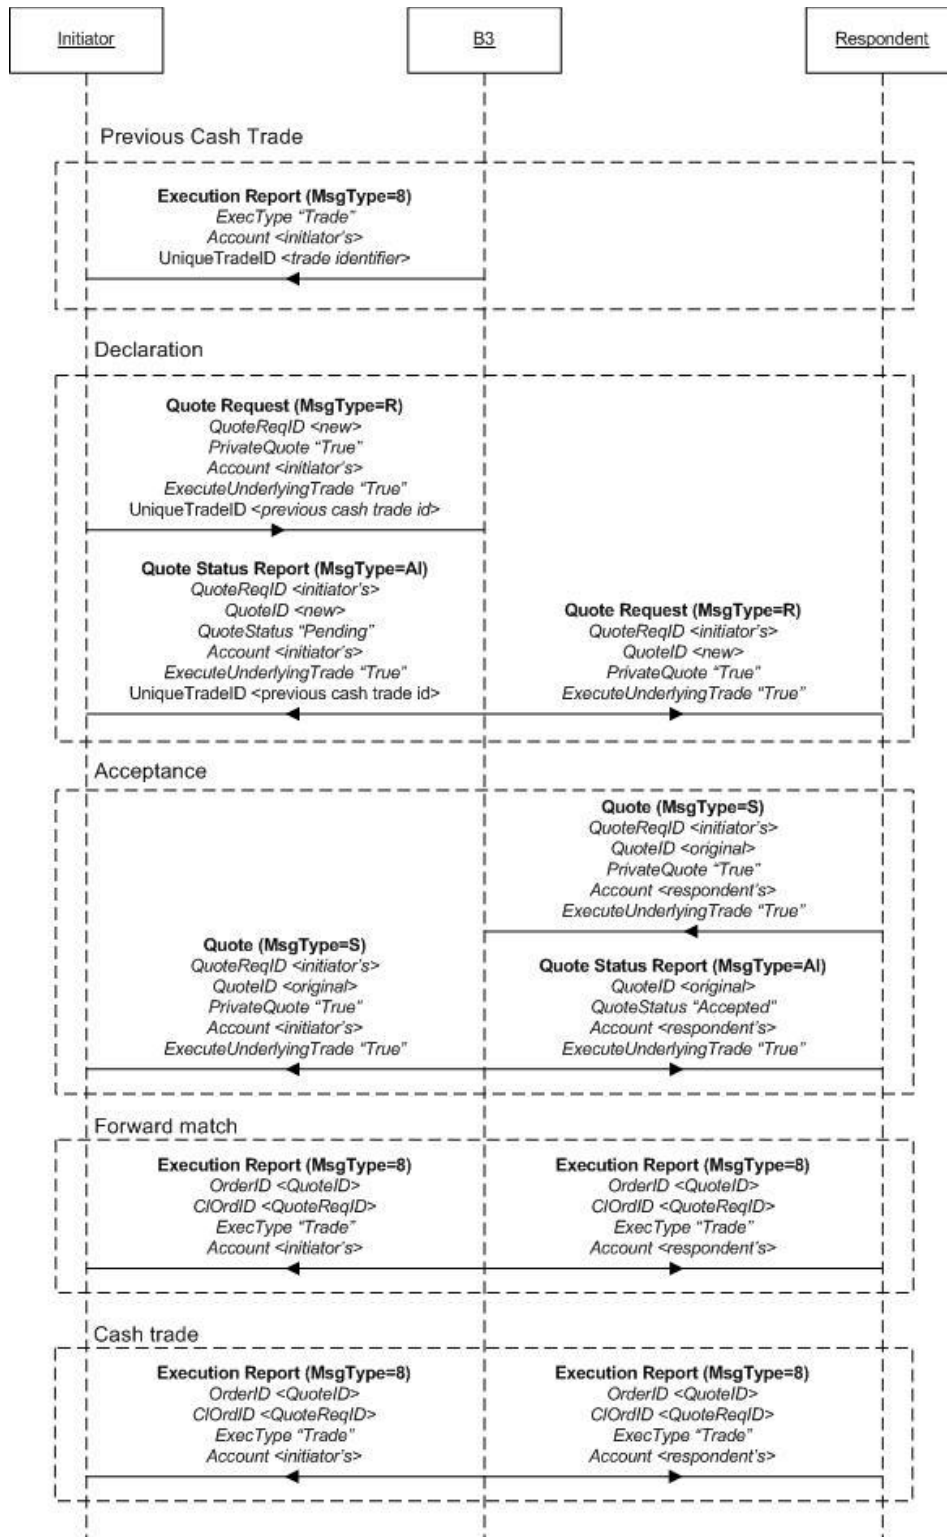 Initiator
B3
Respondent
Previous Cash Trade
Execution Report (MsgType=8)
ExecType “Trade”
Account <initiator's>
UniqueTradeID <trade identifier>
Declaration
Quote Request (MsgType=R)
QuoteReqID <new>
PrivateQuote “True”
Account <initiator's>
ExecuteUnderlyingTrade “True”
UniqueTradeID <previous cash trade id>
Quote Status Report (MsgType=AI)
QuoteReqID <initiator's>
QuoteID <new>
QuoteStatus “Pending”
Account <initiator's>
ExecuteUnderlyingTrade “True”
UniqueTradeID <previous cash trade id>
Quote Request (MsgType=R)
QuoteReqID <initiator's>
QuoteID <new>
PrivateQuote “True”
ExecuteUnderlyingTrade “True”
Acceptance
Quote (MsgType=S)
QuoteReqID <initiator's>
QuoteID <original>
PrivateQuote “True”
Account <respondent's>
ExecuteUnderlyingTrade “True”
Quote (MsgType=S)
QuoteReqID <initiator's>
QuoteID <original>
PrivateQuote “True”
Account <initiator's>
ExecuteUnderlyingTrade “True”
Quote Status Report (MsgType=AI)
QuoteID <original>
QuoteStatus “Accepted”
Account <respondent's>
ExecuteUnderlyingTrade “True”
Forward match
Execution Report (MsgType=8)
OrderID <QuoteID>
ClOrdID <QuoteReqID>
ExecType “Trade”
Account <initiator's>
Execution Report (MsgType=8)
OrderID <QuoteID>
ClOrdID <QuoteReqID>
ExecType “Trade”
Account <respondent's>
Cash trade
Execution Report (MsgType=8)
OrderID <QuoteID>
ClOrdID <QuoteReqID>
ExecType “Trade”
Account <initiator's>
Execution Report (MsgType=8)
OrderID <QuoteID>
ClOrdID <QuoteReqID>
ExecType “Trade”
Account <respondent's>